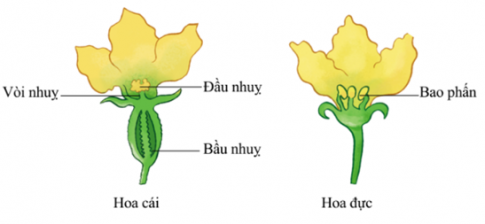 Vòi nhuỵ
Đầu nhuỵ
Bầu nhuỵ
Bao phấn
Hoa cái
Hoa đực